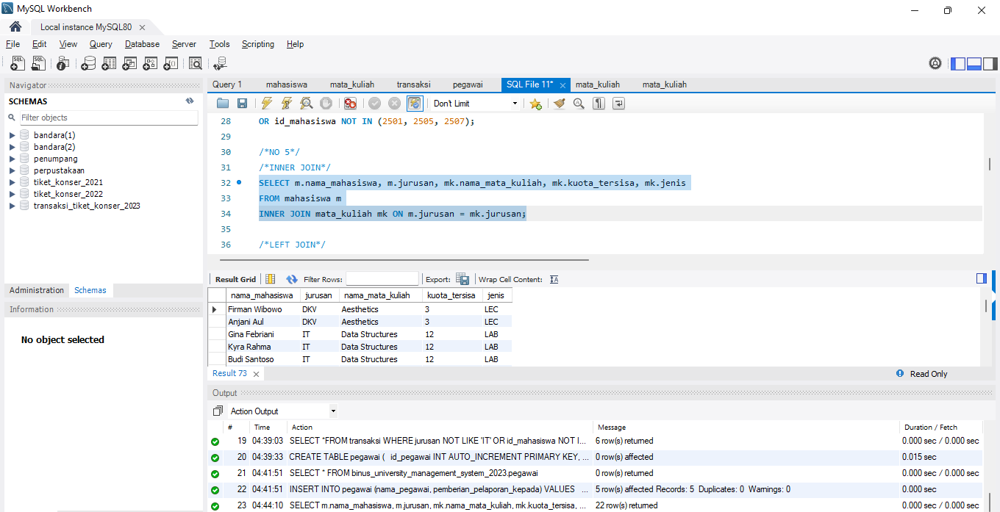 MySQL Workbench
Local instance MySQL80
File Edit View Query Database Server Tools Scripting Help
Navigator
SCHEMAS
Filter objects
bandara(1)
bandara(2)
penumpang
perpustakaan
tiket_konser_2021
tiket_konser_2022
transaksi_tiket_konser_2023
Administration Schemas
Information
No object selected
Query 1 mahasiswa mata_kuliah transaksi pegawai SQL File 11* mata_kuliah mata_kuliah
Don't Limit
28 OR id_mahasiswa NOT IN (2501, 2505, 2507);
29
30 /*NO 5*/
31 /*INNER JOIN*/
32 SELECT m.nama_mahasiswa, m.jurusan, mk.nama_mata_kuliah, mk.kuota_tersisa, mk.jenis
33 FROM mahasiswa m
34 INNER JOIN mata_kuliah mk ON m.jurusan = mk.jurusan;
35
36 /*LEFT JOIN*/
Result Grid Filter Rows: Export: Wrap Cell Content:
nama_mahasiswa jurusan nama_mata_kuliah kuota_tersisa jenis
Firman Wibowo DKV Aesthetics 3 LEC
Anjani Aul DKV Aesthetics 3 LEC
Gina Febriani IT Data Structures 12 LAB
Kyra Rahma IT Data Structures 12 LAB
Budi Santoso IT Data Structures 12 LAB
Result 73 Read Only
Output
Action Output
# Time Action Message Duration / Fetch
19 04:39:03 SELECT *FROM transaksi WHERE jurusan NOT LIKE 'IT' OR id_mahasiswa NOT I... 6 row(s) returned 0.000 sec / 0.000 sec
20 04:39:33 CREATE TABLE pegawai ( id_pegawai INT AUTO_INCREMENT PRIMARY KEY, ... 0 row(s) affected 0.015 sec
21 04:41:51 SELECT * FROM binus_university_management_system_2023.pegawai 0 row(s) returned 0.000 sec / 0.000 sec
22 04:41:51 INSERT INTO pegawai (nama_pegawai, pemberian_pelaporan_kepada) VALUES ... 5 row(s) affected Records: 5 Duplicates: 0 Warnings: 0 0.000 sec
23 04:44:10 SELECT m.nama_mahasiswa, m.jurusan, mk.nama_mata_kuliah, mk.kuota_tersisa, ... 22 row(s) returned 0.000 sec / 0.000 sec